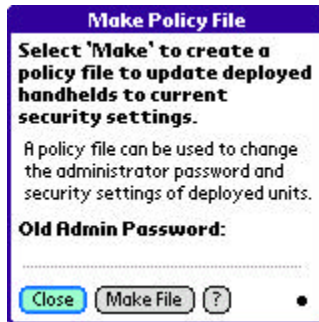 Make Policy File
Select 'Make' to create a
policy file to update deployed
handhelds to current
security settings.
A policy file can be used to change
the administrator password and
security settings of deployed units.
Old Admin Password:
Close Make File ?